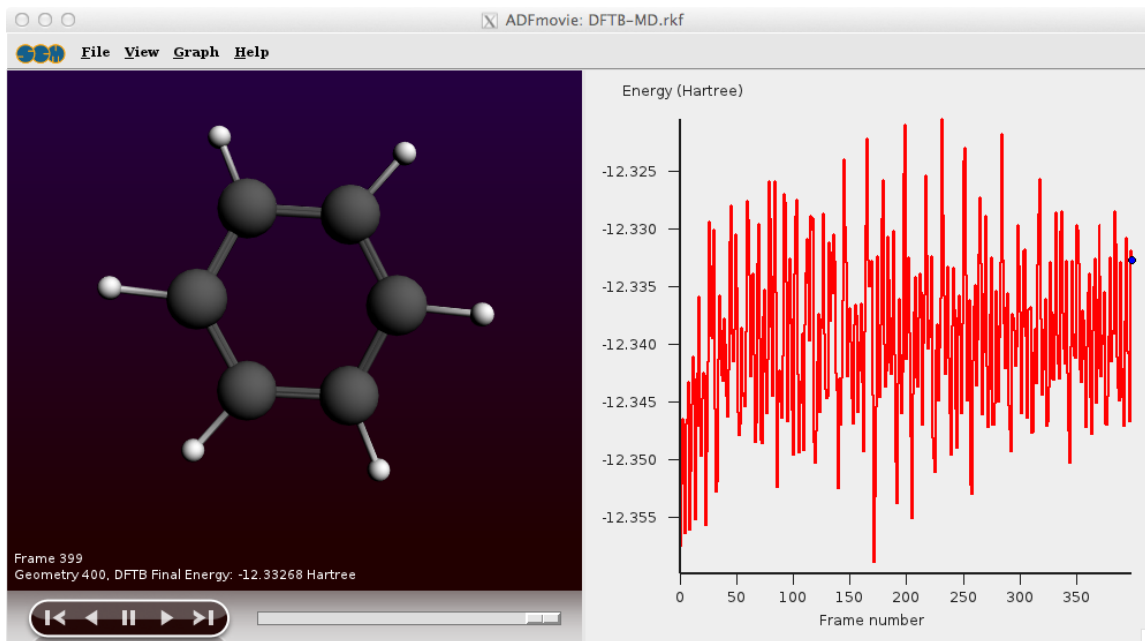 X ADFmovie: DFTB-MD.rkf
SCM File View Graph Help
Energy (Hartree)
-12.325
-12.330
-12.335
-12.340
-12.345
-12.350
-12.355
0 50 100 150 200 250 300 350
Frame number
Frame 399
Geometry 400, DFTB Final Energy: -12.33268 Hartree